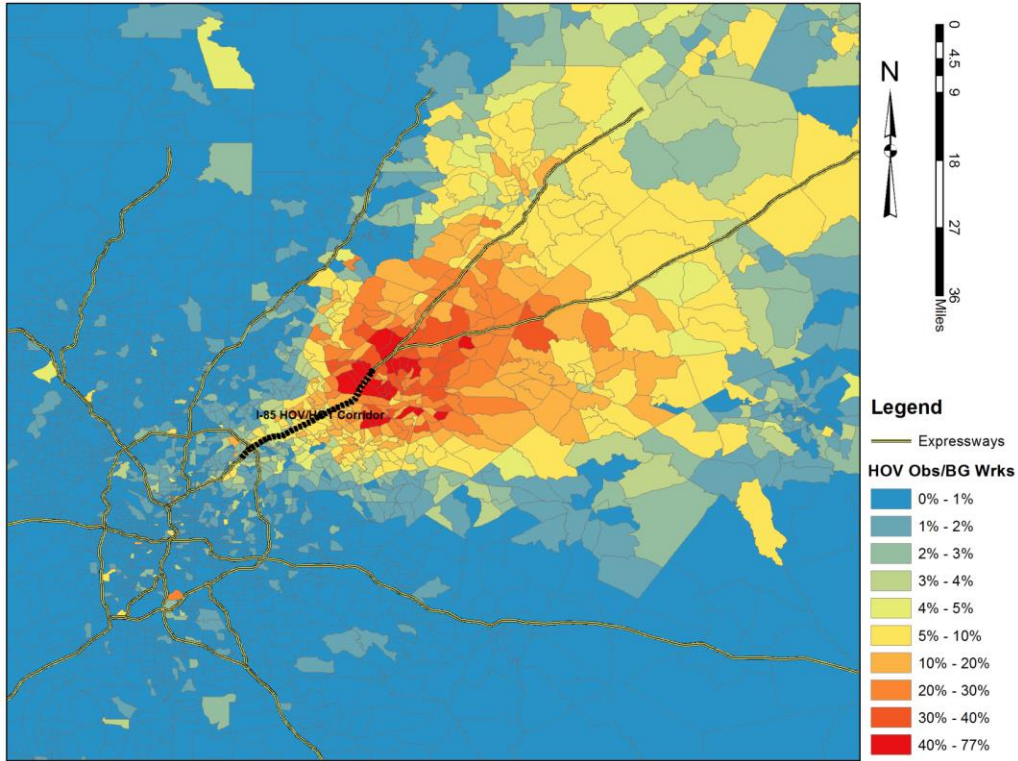 0
4.5
9
18
27
36
Miles
N
I-85 HOV/HOT Corridor
Legend
Expressways
HOV Obs/BG Wrks
0% - 1%
1% - 2%
2% - 3%
3% - 4%
4% - 5%
5% - 10%
10% - 20%
20% - 30%
30% - 40%
40% - 77%